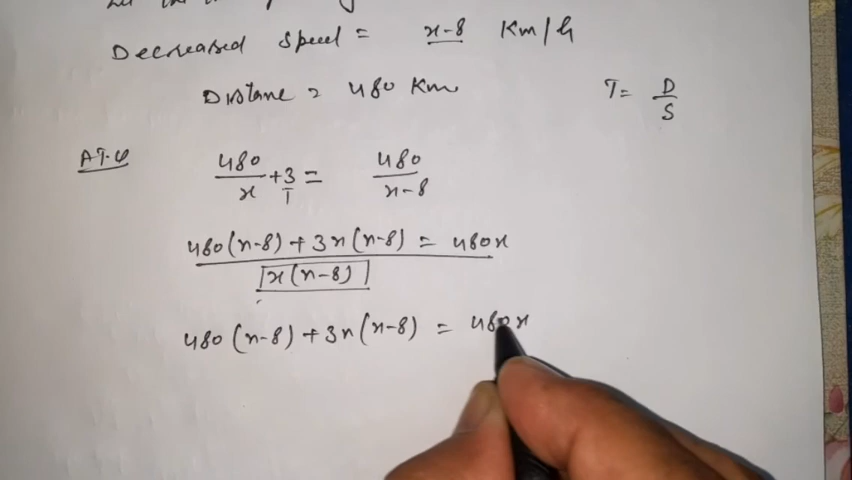 Decreased Speed = x-8 Km/h
Distane = 480 Km
T = D/S
A.T.Q 480/x + 3/1 = 480/x-8
480(x-8) + 3x(x-8) = 480x
x(x-8)
480(x-8) + 3x(x-8) = 480x